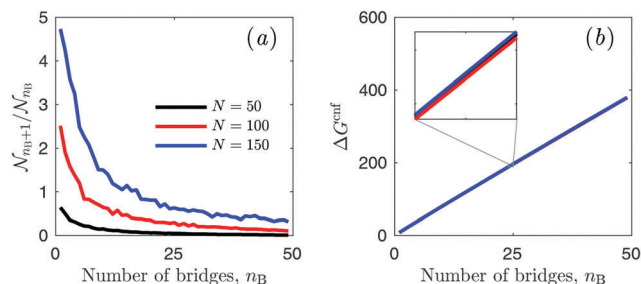 5
4
3
2
1
0
0
25
50
𝒩_{n_B+1}/𝒩_{n_B}
Number of bridges, n_B
(a)
N = 50
N = 100
N = 150
600
400
200
0
0
25
50
ΔG^{cnf}
Number of bridges, n_B
(b)